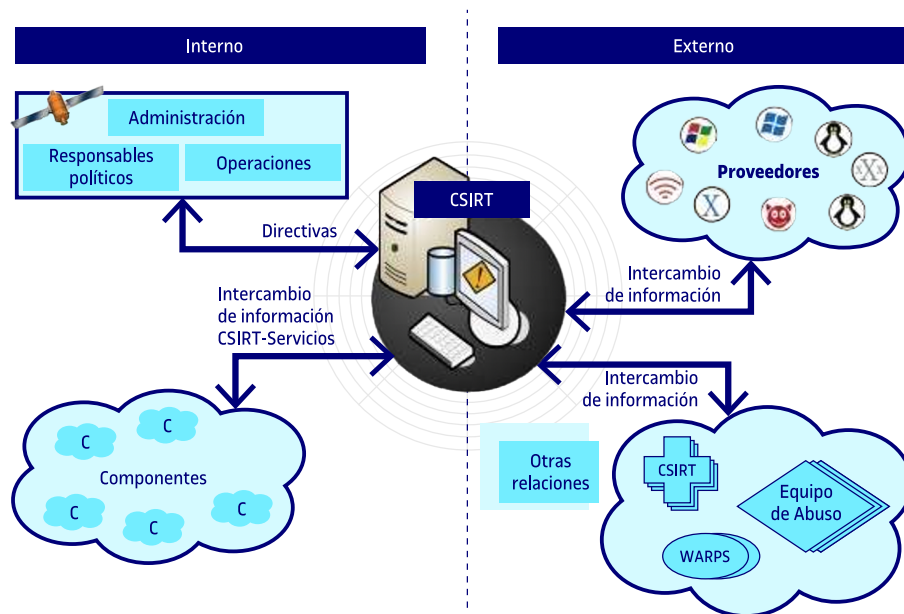 Interno
Externo
Administración
Responsables
políticos
Operaciones
CSIRT
Proveedores
X
xXx
Directivas
Intercambio
de información
Intercambio
de información
CSIRT-Servicios
Intercambio
de información
C
C
Componentes
C
C
C
Otras
relaciones
CSIRT
Equipo
de Abuso
WARPS